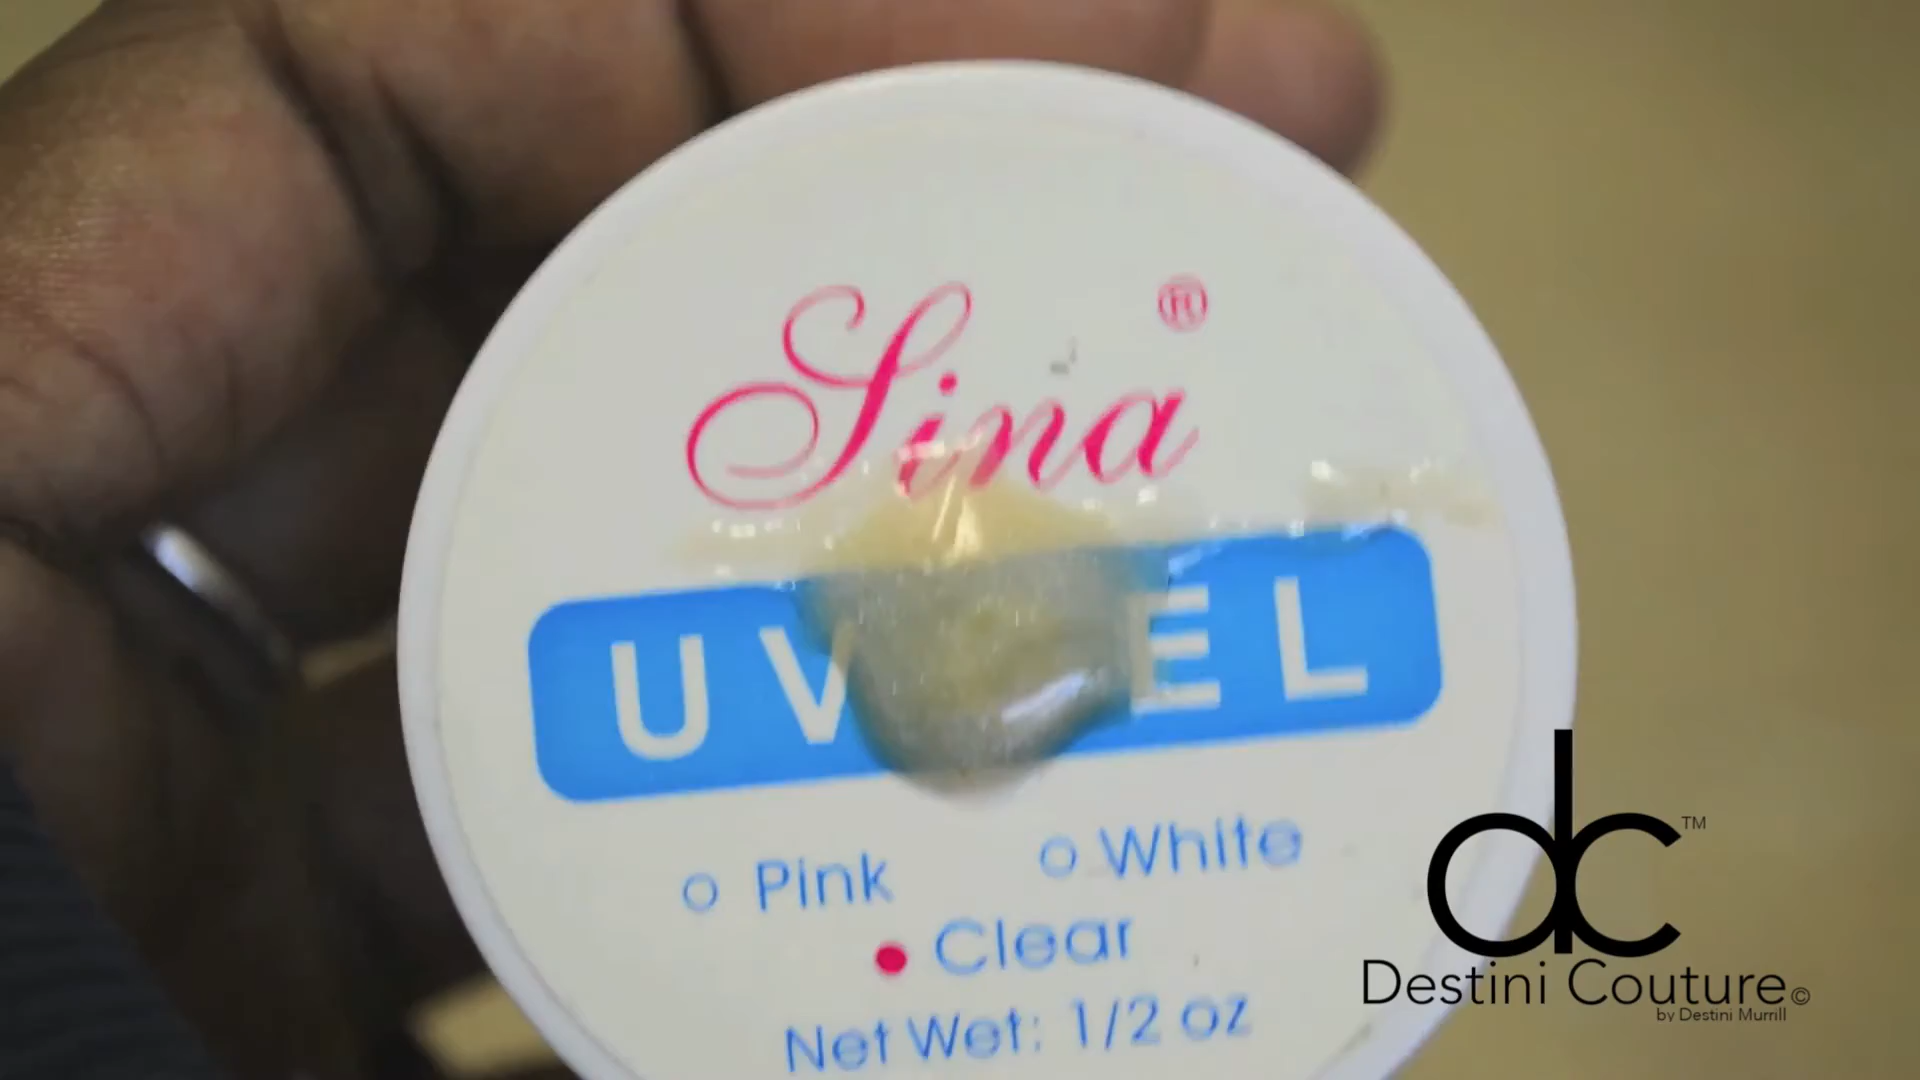 Sina®
UV EL
○ Pink ○ White
● Clear
Net Wet: 1/2 oz
dc™
Destini Couture©
by Destini Murrill